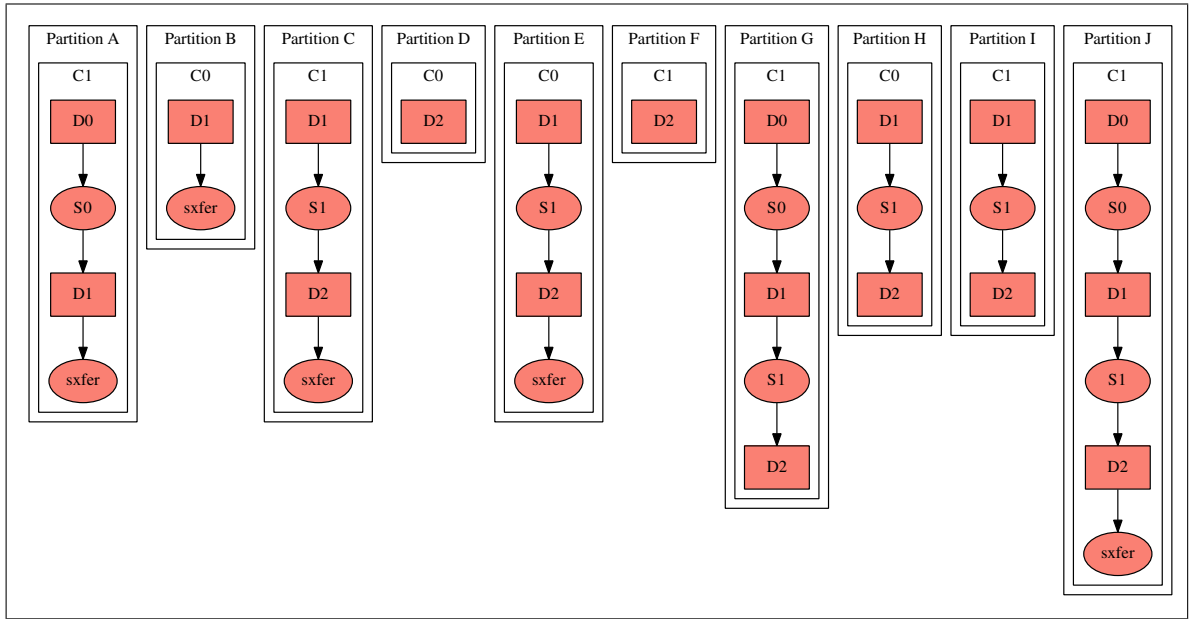 Partition A
C1
D0
S0
D1
sxfer
Partition B
C0
D1
sxfer
Partition C
C1
D1
S1
D2
sxfer
Partition D
C0
D2
Partition E
C0
D1
S1
D2
sxfer
Partition F
C1
D2
Partition G
C1
D0
S0
D1
S1
D2
Partition H
C0
D1
S1
D2
Partition I
C1
D1
S1
D2
Partition J
C1
D0
S0
D1
S1
D2
sxfer